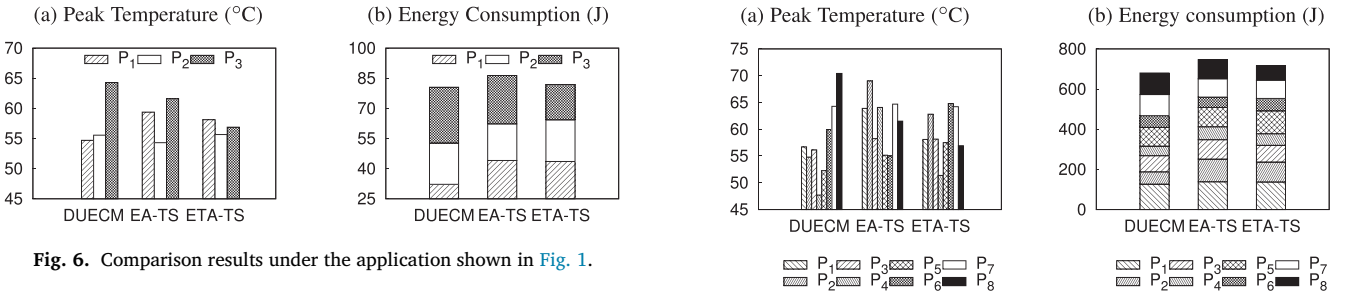 (a) Peak Temperature (°C)
70
65
60
55
50
45
P1 P2 P3
DUECM EA-TS ETA-TS
(b) Energy Consumption (J)
100
85
70
55
40
25
P1 P2 P3
DUECM EA-TS ETA-TS
Fig. 6. Comparison results under the application shown in Fig. 1.
(a) Peak Temperature (°C)
75
70
65
60
55
50
45
DUECM EA-TS ETA-TS
P1 P3 P5 P7
P2 P4 P6 P8
(b) Energy consumption (J)
800
600
400
200
0
DUECM EA-TS ETA-TS
P1 P3 P5 P7
P2 P4 P6 P8